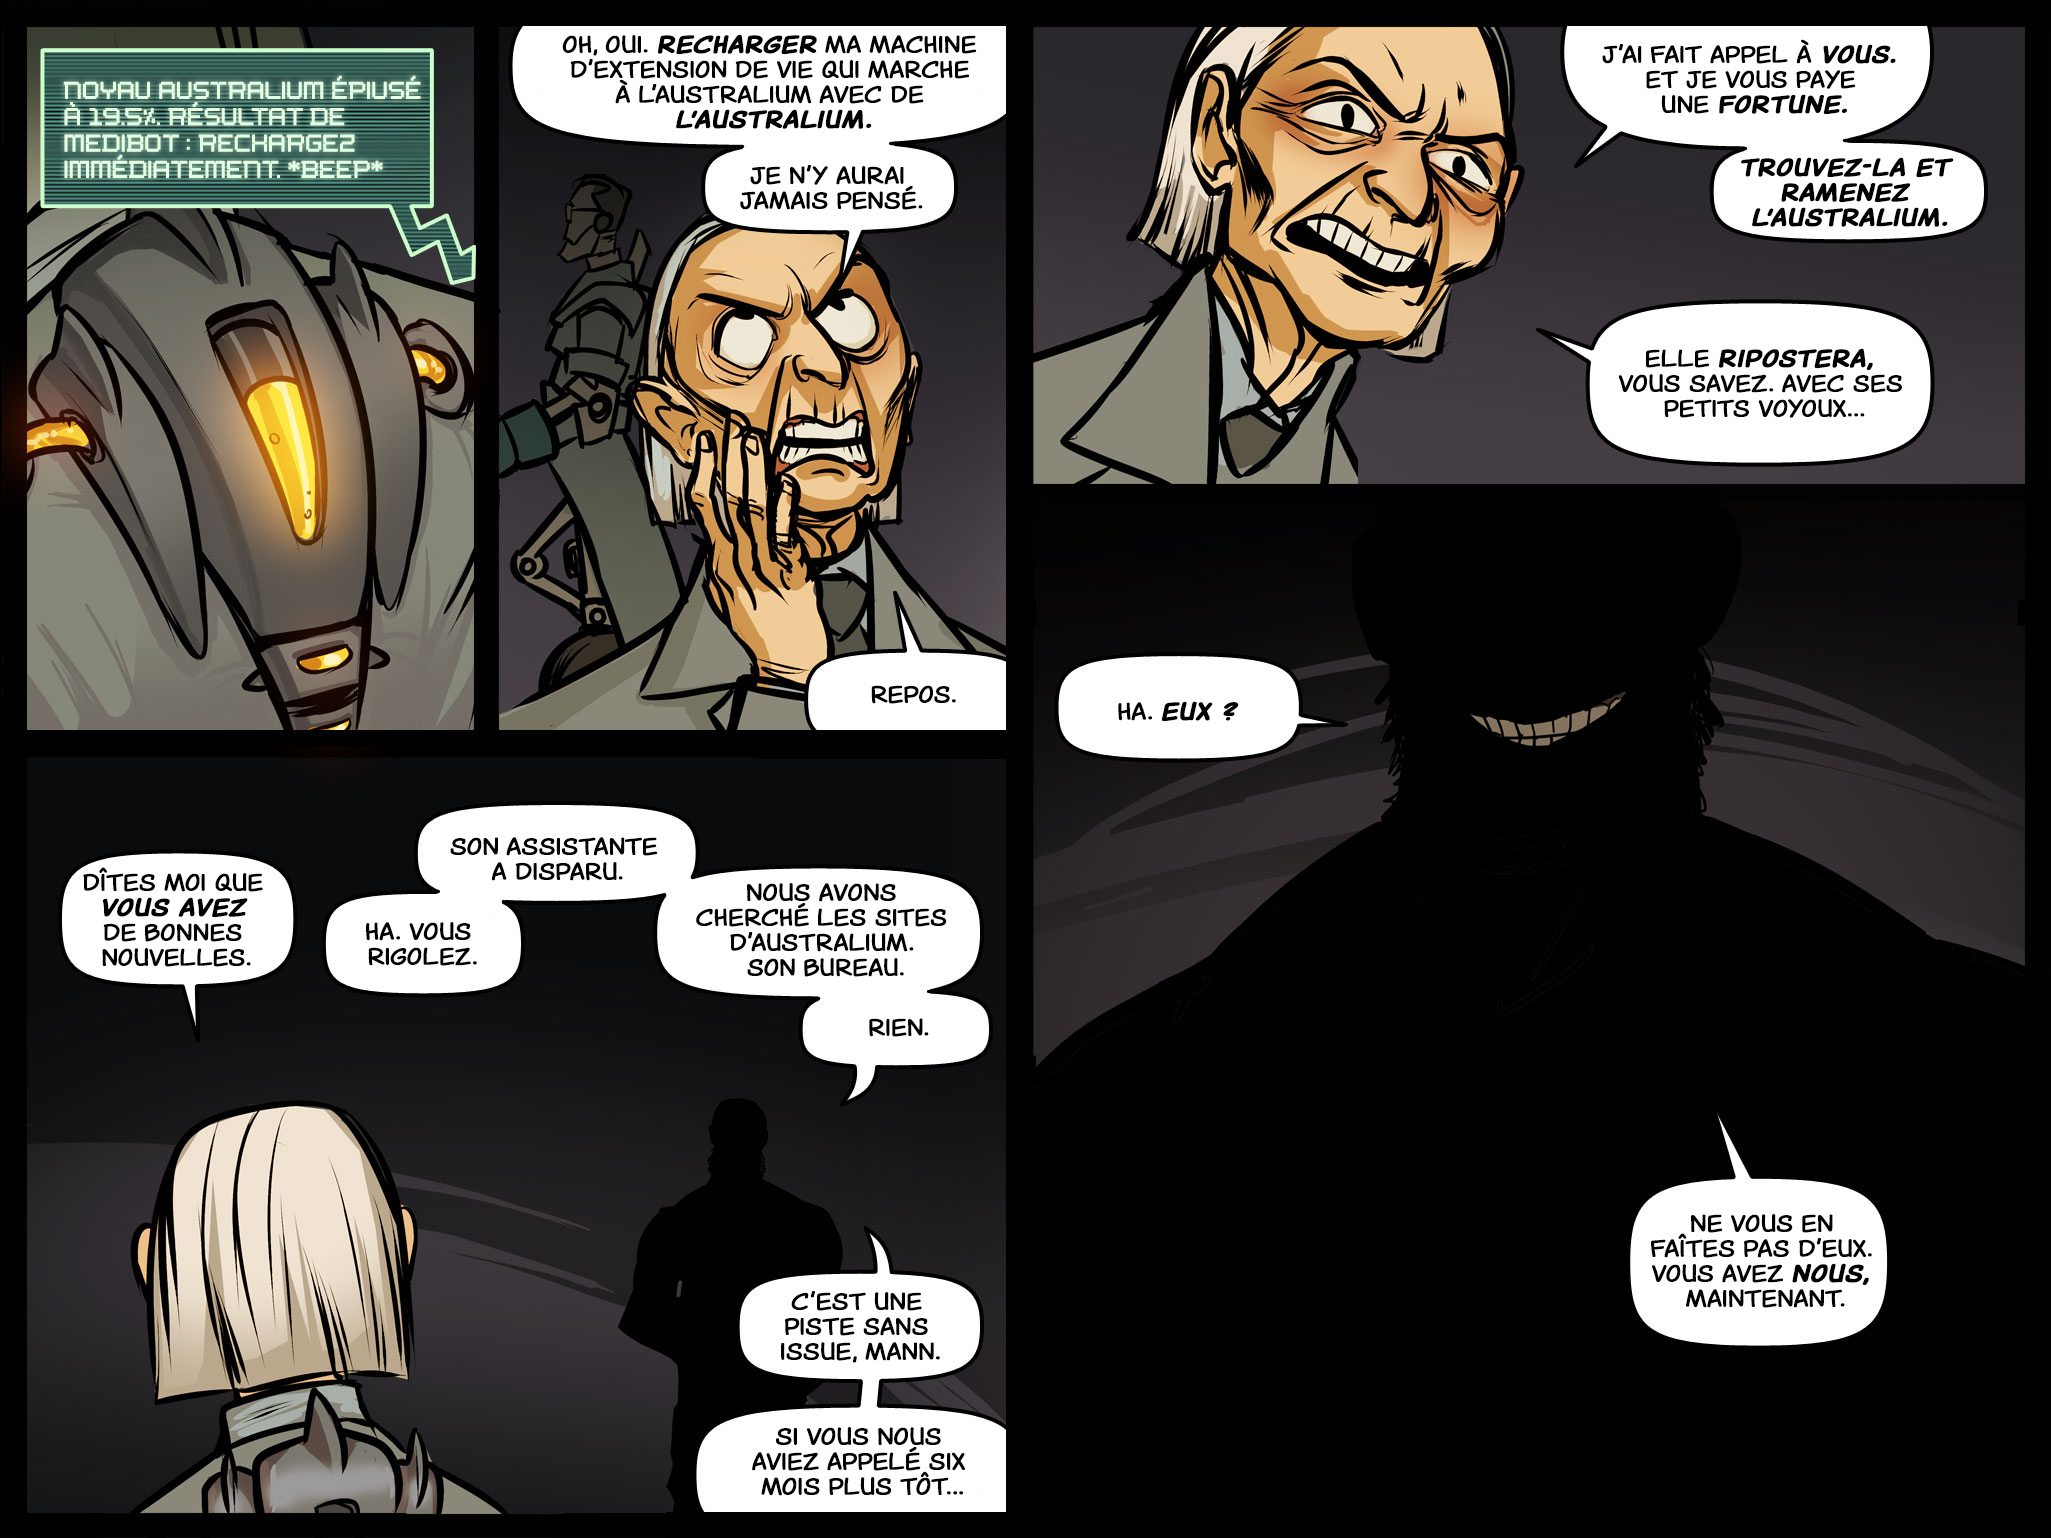 NOYAU AUSTRALIUM ÉPIUSÉ
À 19.5%. RÉSULTAT DE
MEDIBOT : RECHARGEZ
IMMÉDIATEMENT. *BEEP*
OH, OUI. RECHARGER MA MACHINE
D'EXTENSION DE VIE QUI MARCHE
À L'AUSTRALIUM AVEC DE
L'AUSTRALIUM.
JE N'Y AURAI
JAMAIS PENSÉ.
REPOS.
DÎTES MOI QUE
VOUS AVEZ
DE BONNES
NOUVELLES.
HA. VOUS
RIGOLEZ.
SON ASSISTANTE
A DISPARU.
NOUS AVONS
CHERCHÉ LES SITES
D'AUSTRALIUM.
SON BUREAU.
RIEN.
C'EST UNE
PISTE SANS
ISSUE, MANN.
SI VOUS NOUS
AVIEZ APPELÉ SIX
MOIS PLUS TÔT...
J'AI FAIT APPEL À VOUS.
ET JE VOUS PAYE
UNE FORTUNE.
TROUVEZ-LA ET
RAMENEZ
L'AUSTRALIUM.
ELLE RIPOSTERA,
VOUS SAVEZ. AVEC SES
PETITS VOYOUX...
HA. EUX ?
NE VOUS EN
FAÎTES PAS D'EUX.
VOUS AVEZ NOUS,
MAINTENANT.